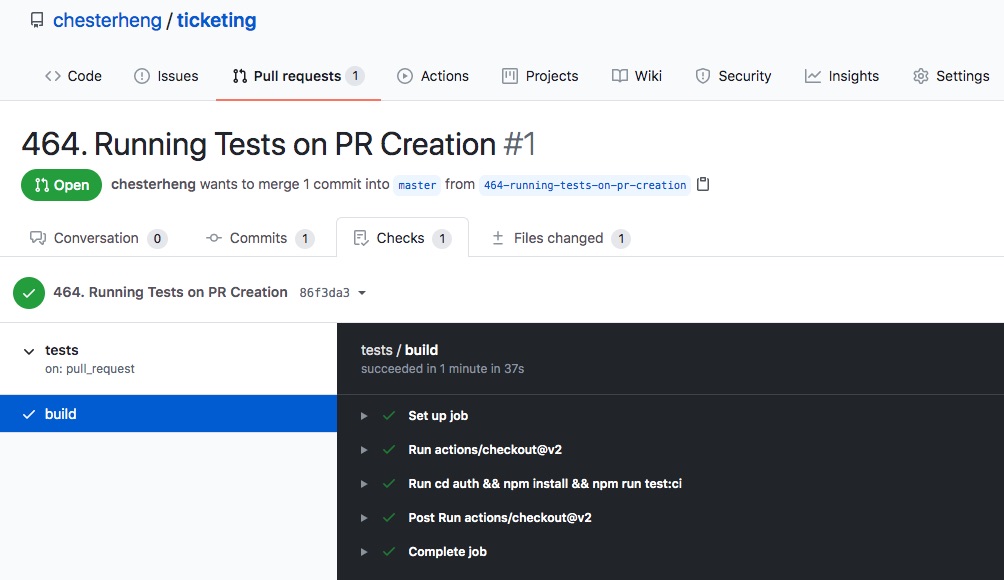 chesterheng / ticketing
Code Issues Pull requests 1 Actions Projects Wiki Security Insights Settings
464. Running Tests on PR Creation #1
Open chesterheng wants to merge 1 commit into master from 464-running-tests-on-pr-creation
Conversation 0 Commits 1 Checks 1 Files changed 1
464. Running Tests on PR Creation 86f3da3
tests
on: pull_request
build
tests / build
succeeded in 1 minute in 37s
Set up job
Run actions/checkout@v2
Run cd auth && npm install && npm run test:ci
Post Run actions/checkout@v2
Complete job